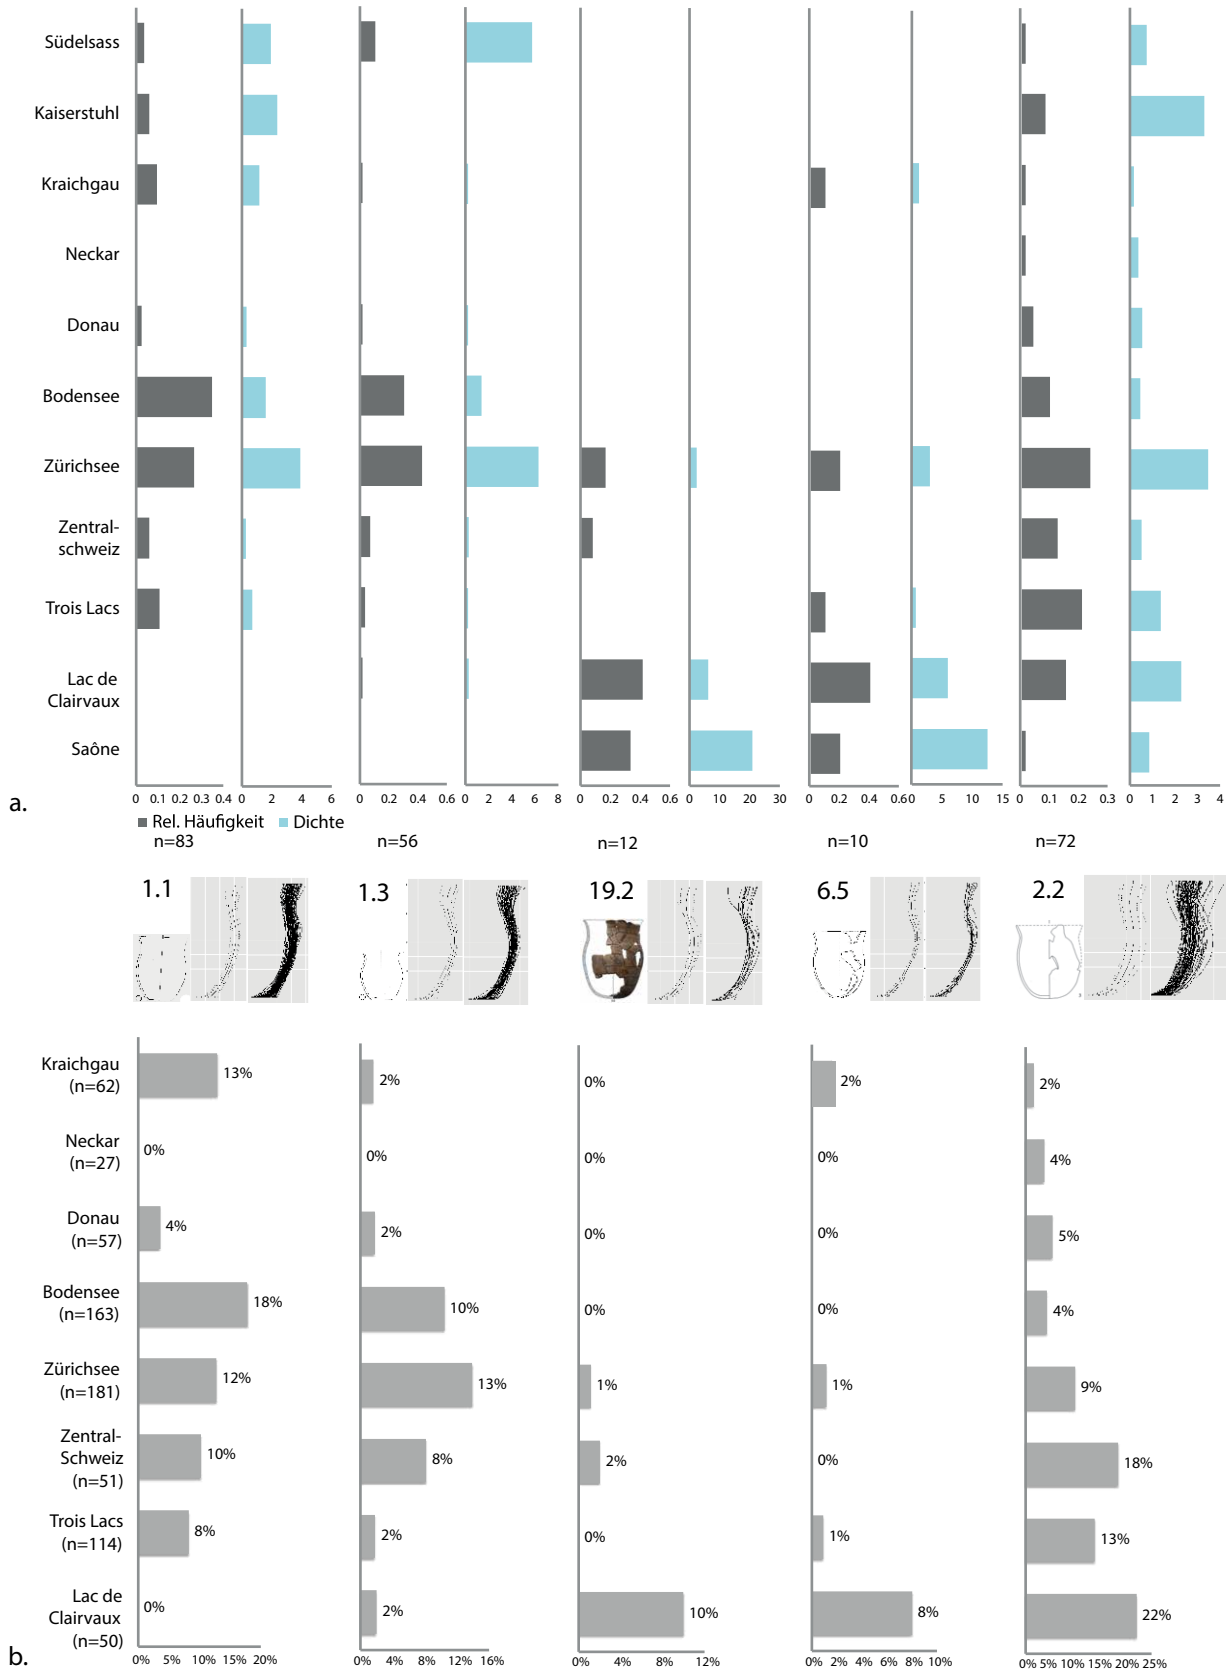 Südelsass
Kaiserstuhl
Kraichgau
Neckar
Donau
Bodensee
Zürichsee
Zentral-
schweiz
Trois Lacs
Lac de
Clairvaux
Saône
0 0.1 0.2 0.3 0.4 0 2 4 6 0 0.2 0.4 0.6 0 2 4 6 8 0 0.2 0.4 0.6 0 10 20 30 0 0.2 0.4 0.6 0 5 10 15 0 0.1 0.2 0.3 0 1 2 3 4
a.
Rel. Häufigkeit Dichte
n=83 n=56 n=12 n=10 n=72
1.1 1.3 19.2 6.5 2.2
Kraichgau
(n=62)
13% 2% 0% 2% 2%
Neckar
(n=27)
0% 0% 0% 0% 4%
Donau
(n=57)
4% 2% 0% 0% 5%
Bodensee
(n=163)
18% 10% 0% 0% 4%
Zürichsee
(n=181)
12% 13% 1% 1% 9%
Zentral-
Schweiz
(n=51)
10% 8% 2% 0% 18%
Trois Lacs
(n=114)
8% 2% 0% 1% 13%
Lac de
Clairvaux
(n=50)
0% 2% 10% 8% 22%
b.
0% 5% 10% 15% 20% 0% 4% 8% 12% 16% 0% 4% 8% 12% 0% 2% 4% 6% 8% 10% 0% 5% 10% 15% 20% 25%